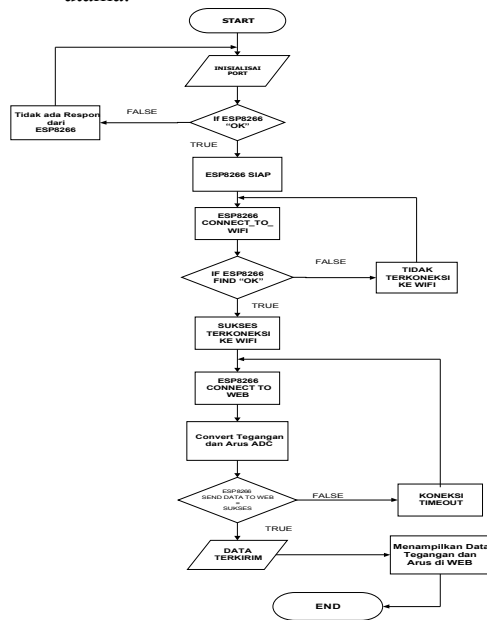 START
INISIALISAI
PORT
If ESP8266
"OK"
FALSE
Tidak ada Respon
dari
ESP8266
TRUE
ESP8266 SIAP
ESP8266
CONNECT_TO_
WIFI
IF ESP8266
FIND "OK"
FALSE
TIDAK
TERKONEKSI
KE WIFI
TRUE
SUKSES
TERKONEKSI
KE WIFI
ESP8266
CONNECT TO
WEB
Convert Tegangan
dan Arus ADC
ESP8266
SEND DATA TO WEB
=
SUKSES
FALSE
KONEKSI
TIMEOUT
TRUE
DATA
TERKIRIM
Menampilkan Data
Tegangan dan
Arus di WEB
END